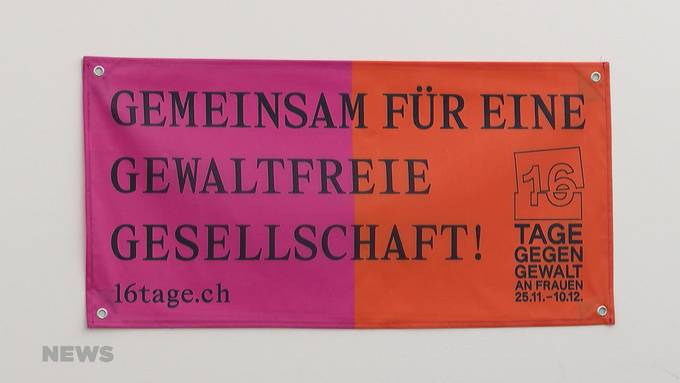 GEMEINSAM FÜR EINE
GEWALTFREIE
GESELLSCHAFT!
16tage.ch
16
TAGE
GEGEN
GEWALT
AN FRAUEN
25.11.–10.12.
NEWS